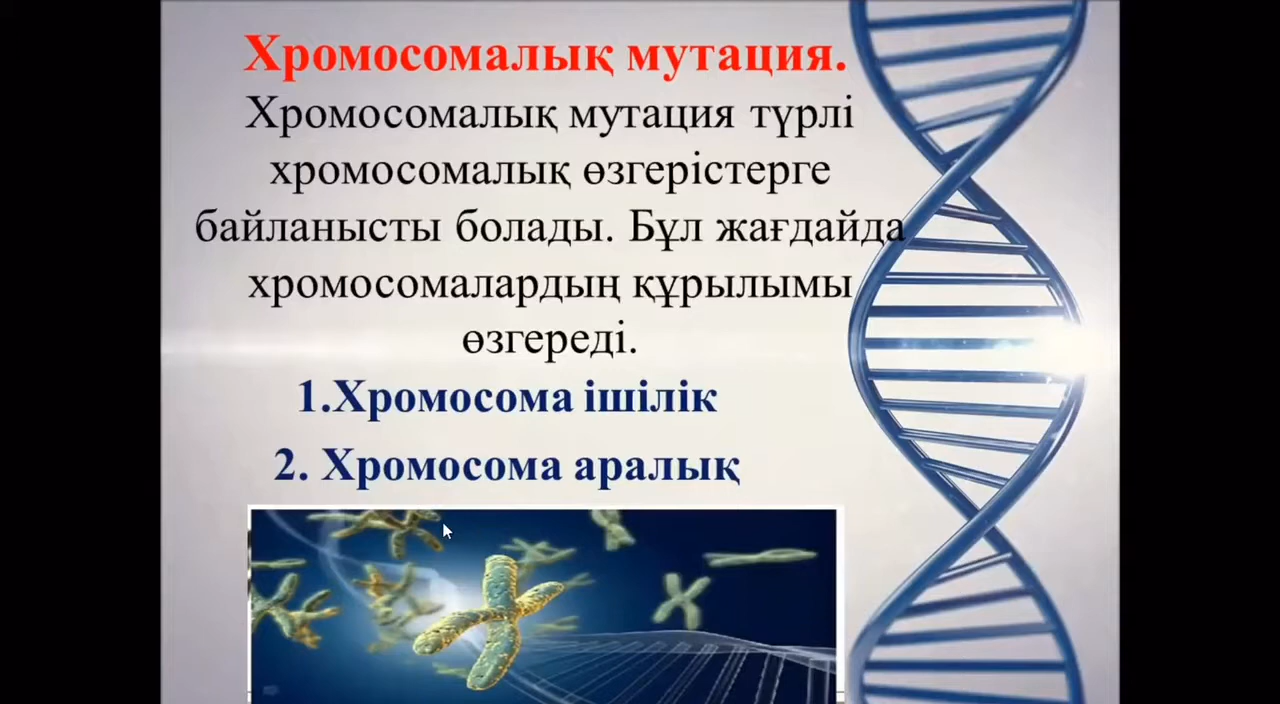 Хромосомалық мутация.
Хромосомалық мутация түрлі
хромосомалық өзгерістерге
байланысты болады. Бұл жағдайда
хромосомалардың құрылымы
өзгереді.
1.Хромосома ішілік
2. Хромосома аралық